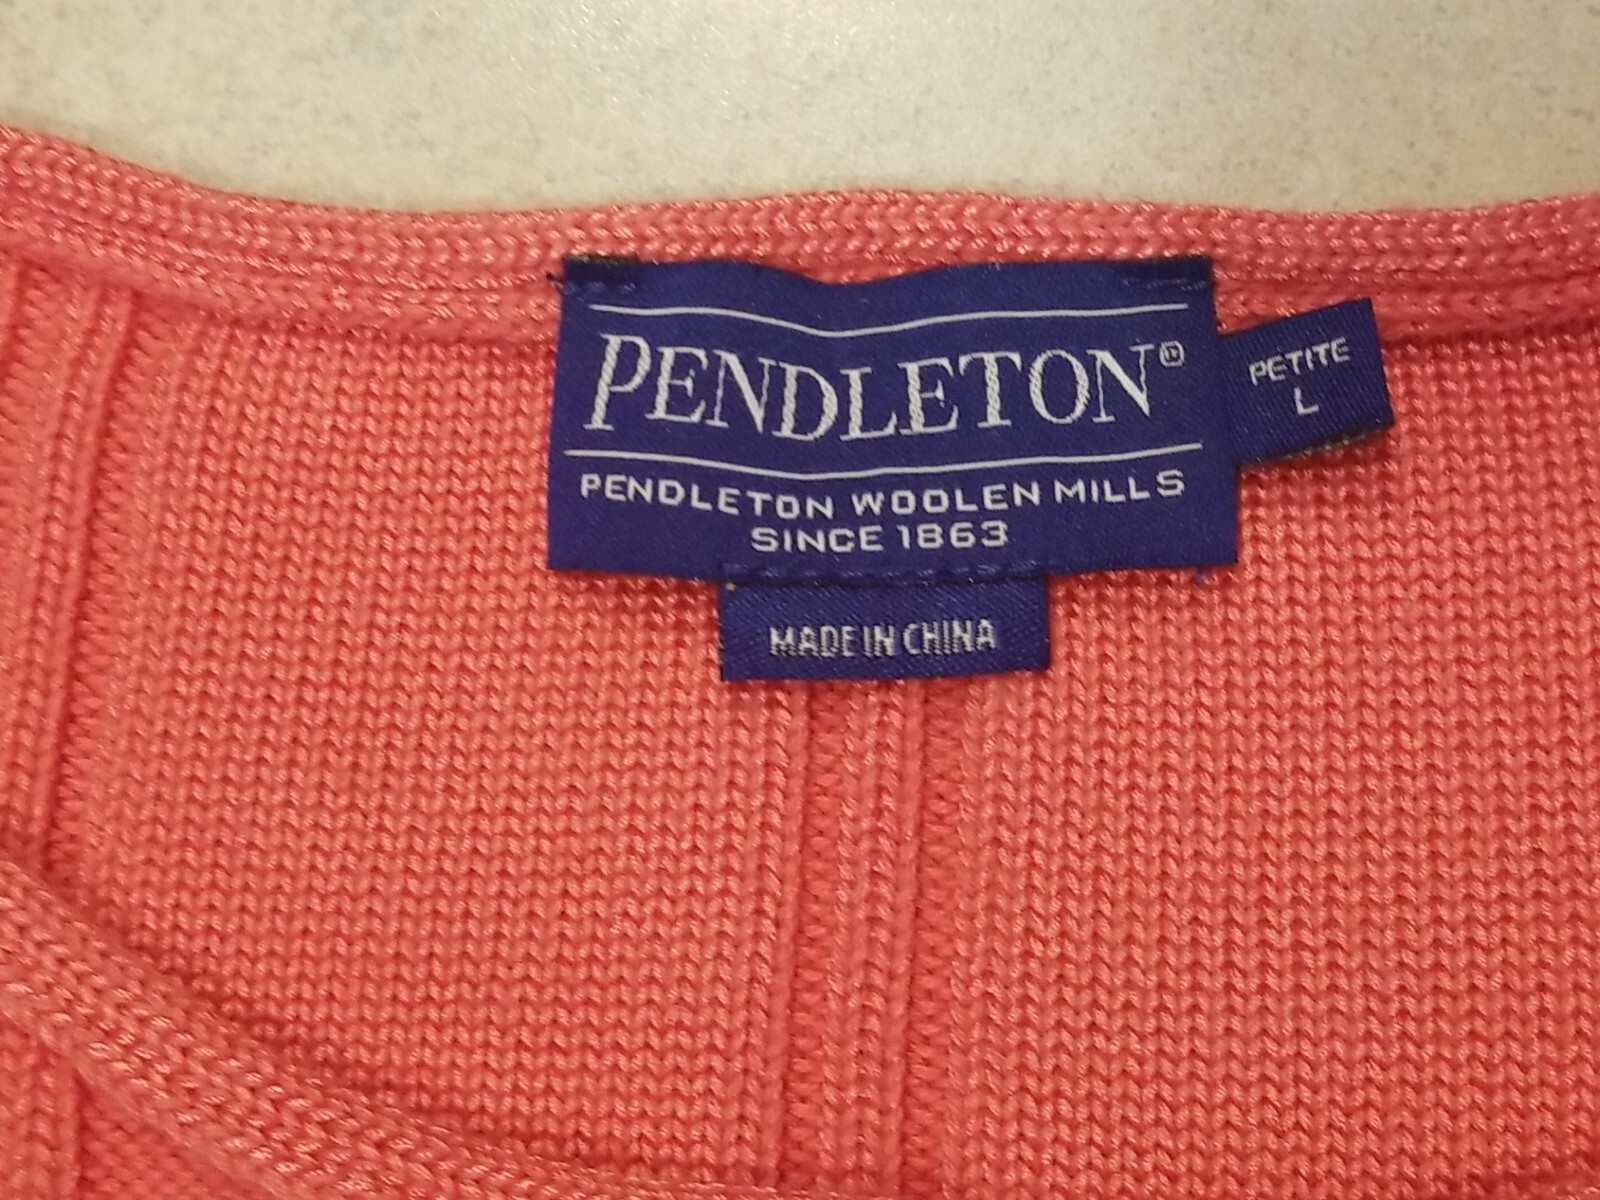 PENDLETON®
PENDLETON WOOLEN MILLS
SINCE 1863
PETITE
L
MADE IN CHINA